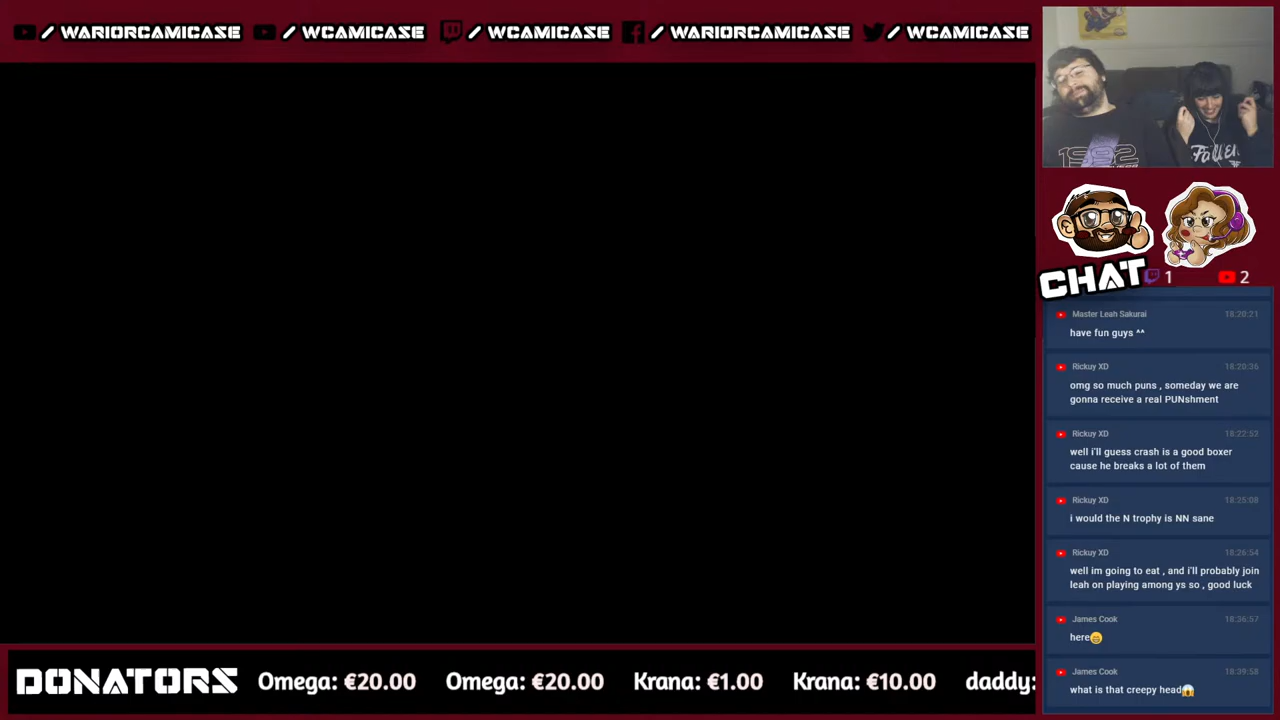 / WARIORCAMICASE / WCAMICASE / WCAMICASE / WARIORCAMICASE / WCAMICASE
1992
Fallen
CHAT 1 2
Master Leah Sakurai 18:20:21
have fun guys ^^
Rickuy XD 18:20:36
omg so much puns , someday we are
gonna receive a real PUNshment
Rickuy XD 18:22:52
well i'll guess crash is a good boxer
cause he breaks a lot of them
Rickuy XD 18:25:08
i would the N trophy is NN sane
Rickuy XD 18:26:54
well im going to eat , and i'll probably join
leah on playing among ys so , good luck
James Cook 18:36:57
here😁
James Cook 18:39:58
what is that creepy head😱
DONATORS Omega: €20.00 Omega: €20.00 Krana: €1.00 Krana: €10.00 daddy: